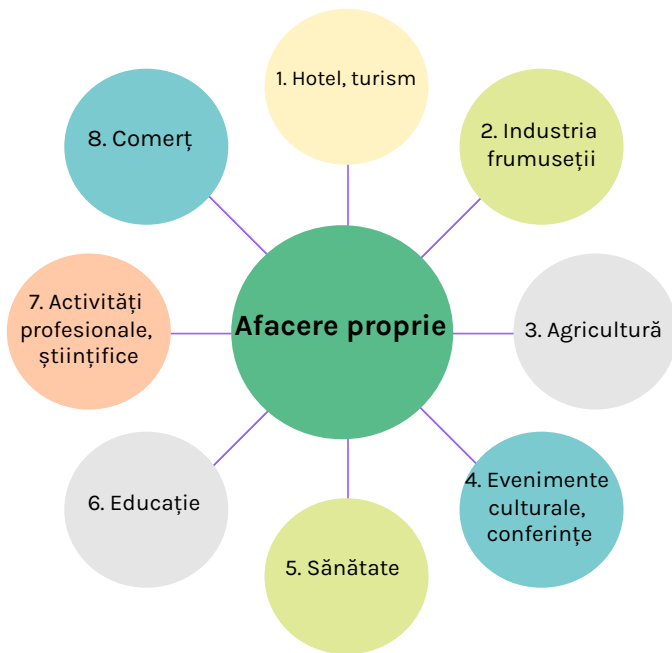 1. Hotel, turism
2. Industria
frumuseții
3. Agricultură
4. Evenimente
culturale,
conferințe
5. Sănătate
6. Educație
7. Activități
profesionale,
științifice
8. Comerț
Afacere proprie